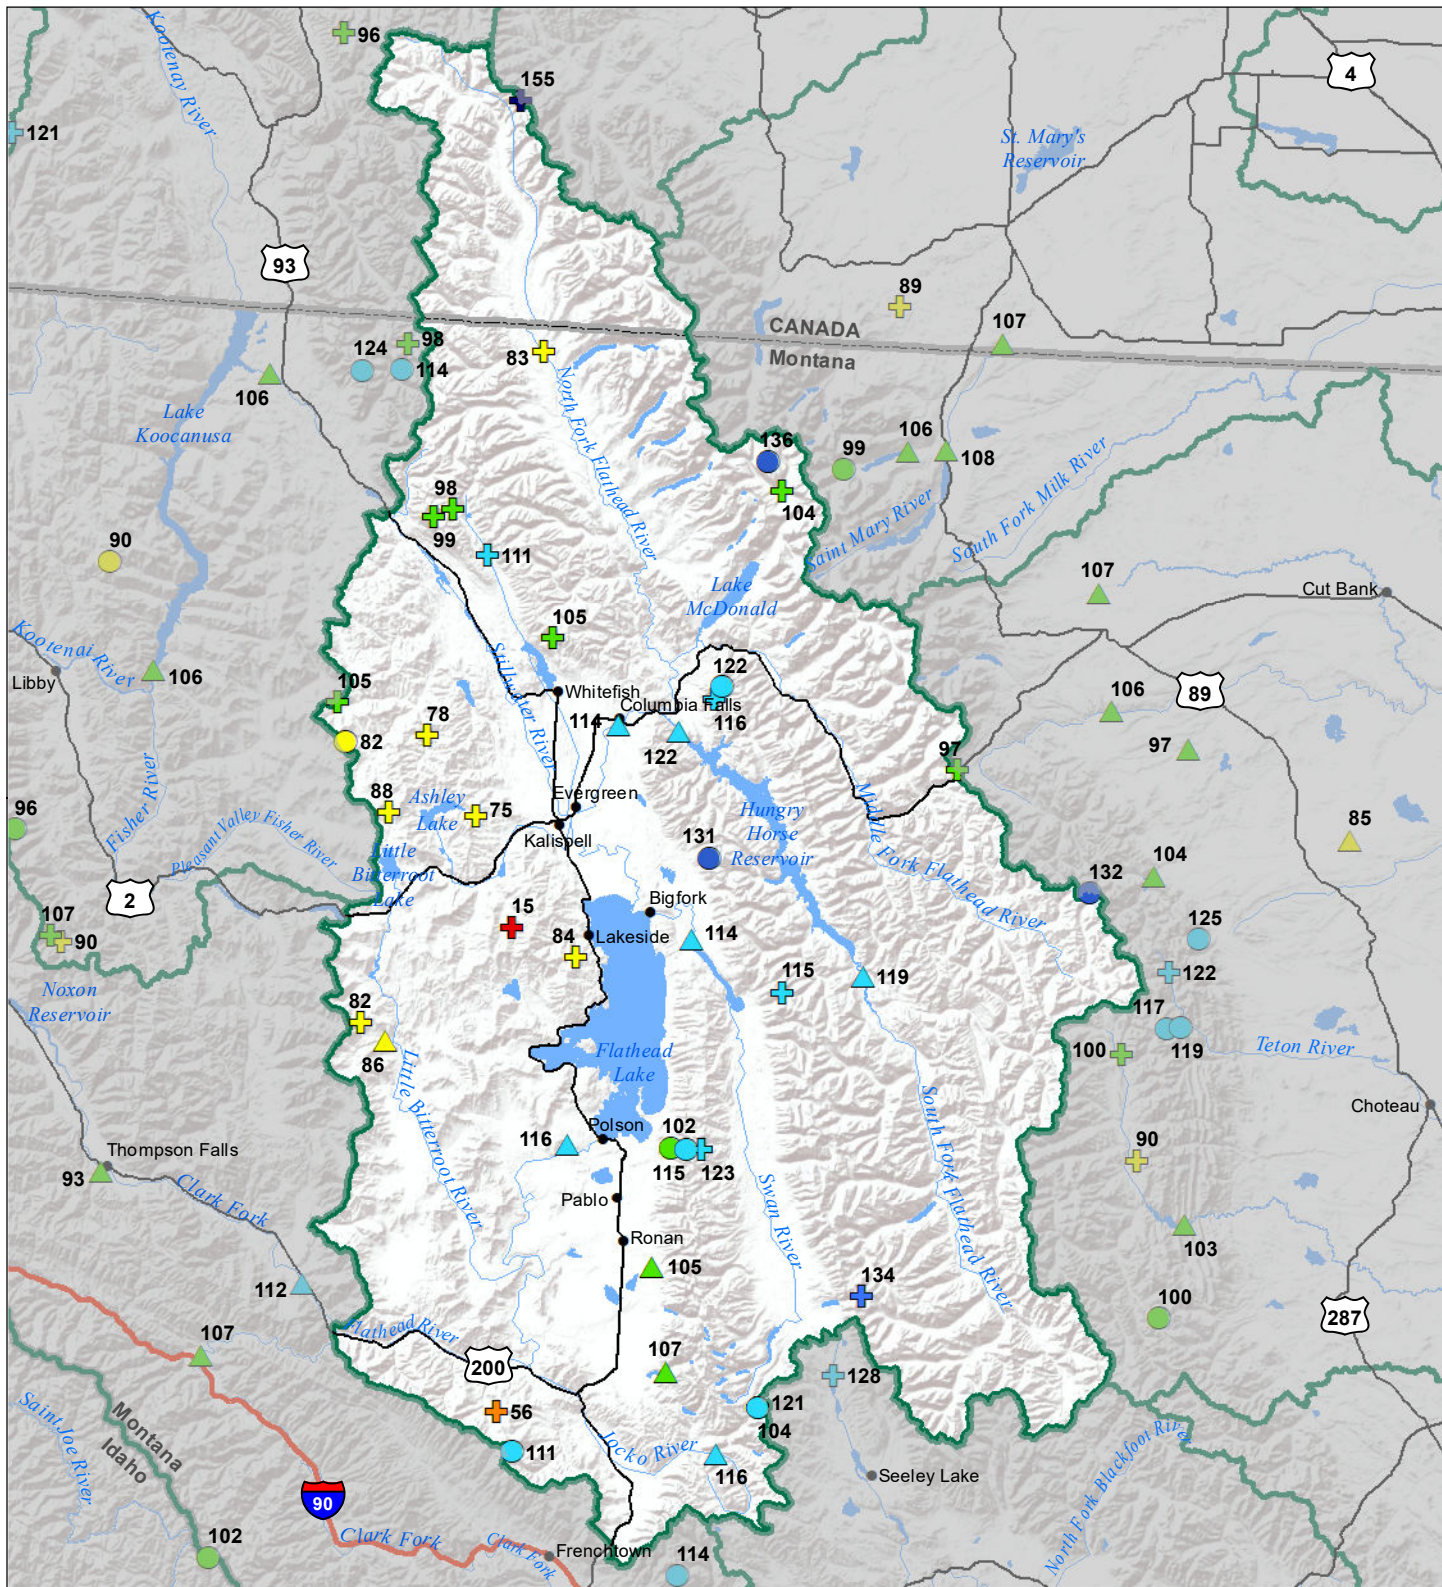 96
155
4
121
Kootenay River
St. Mary's
Reservoir
93
89
CANADA
Montana
107
98
124
114
83
106
North Fork Flathead River
Lake
Koocanusa
136
99
106
108
104
98
99
111
Saint Mary River
South Fork Milk River
90
107
Cut Bank
Lake
McDonald
Kootenai River
Libby
106
105
Stillwater River
122
116
Whitefish
Columbia Falls
114
122
105
78
82
106
89
97
97
Fisher River
88
Ashley
Lake
75
Evergreen
Kalispell
Hungry
Horse
Reservoir
Middle Fork Flathead River
96
Pleasant Valley Fisher River
Little
Bitterroot
Lake
131
85
104
132
2
15
Bigfork
107
90
84
Lakeside
114
125
122
Noxon
Reservoir
115
119
82
86
117
119
100
Teton River
Flathead
Lake
Little Bitterroot River
South Fork Flathead River
Choteau
Polson
116
102
115
123
90
Thompson Falls
93
Clark Fork
Pablo
Swan River
103
Ronan
105
112
134
100
287
Flathead River
107
200
107
128
56
121
104
Saint Joe River
Montana
Idaho
111
Jocko River
116
Seeley Lake
North Fork Blackfoot River
90
102
Clark Fork
Clark Fork
Frenchtown
114